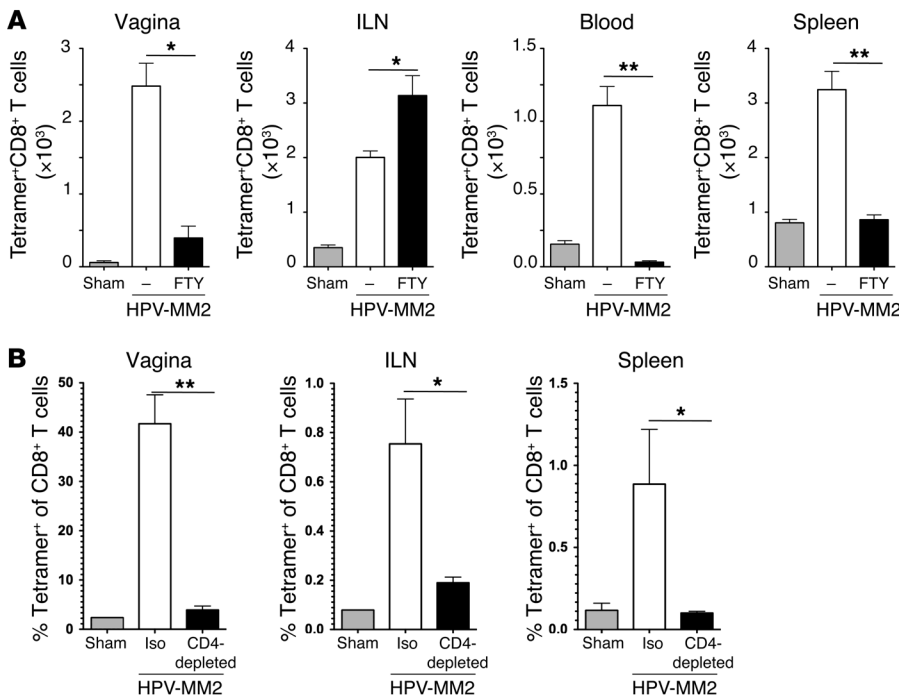 A
Vagina
Tetramer⁺CD8⁺ T cells
(×10³)
3
2
1
0
*
Sham
–
FTY
HPV-MM2
ILN
Tetramer⁺CD8⁺ T cells
(×10³)
4
3
2
1
0
*
Sham
–
FTY
HPV-MM2
Blood
Tetramer⁺CD8⁺ T cells
(×10³)
1.5
1.0
0.5
0.0
**
Sham
–
FTY
HPV-MM2
Spleen
Tetramer⁺CD8⁺ T cells
(×10³)
4
3
2
1
0
**
Sham
–
FTY
HPV-MM2
B
Vagina
% Tetramer⁺ of CD8⁺ T cells
50
40
30
20
10
0
**
Sham
Iso
CD4-
depleted
HPV-MM2
ILN
% Tetramer⁺ of CD8⁺ T cells
1.0
0.8
0.6
0.4
0.2
0.0
*
Sham
Iso
CD4-
depleted
HPV-MM2
Spleen
% Tetramer⁺ of CD8⁺ T cells
1.5
1.0
0.5
0.0
*
Sham
Iso
CD4-
depleted
HPV-MM2